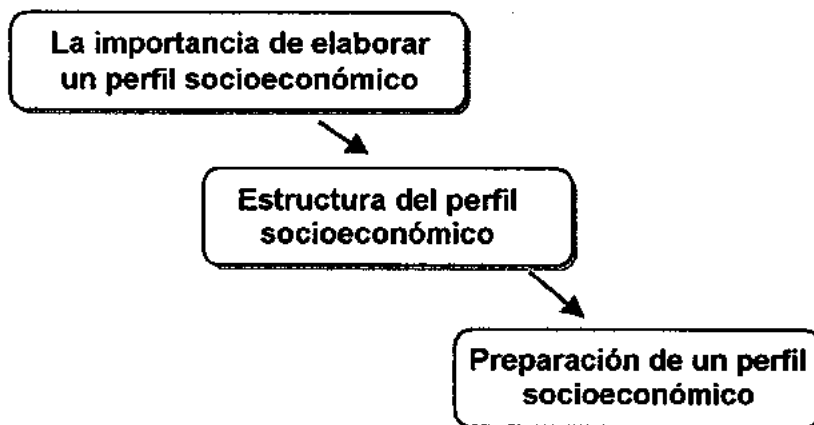 La importancia de elaborar
un perfil socioeconómico
Estructura del perfil
socioeconómico
Preparación de un perfil
socioeconómico